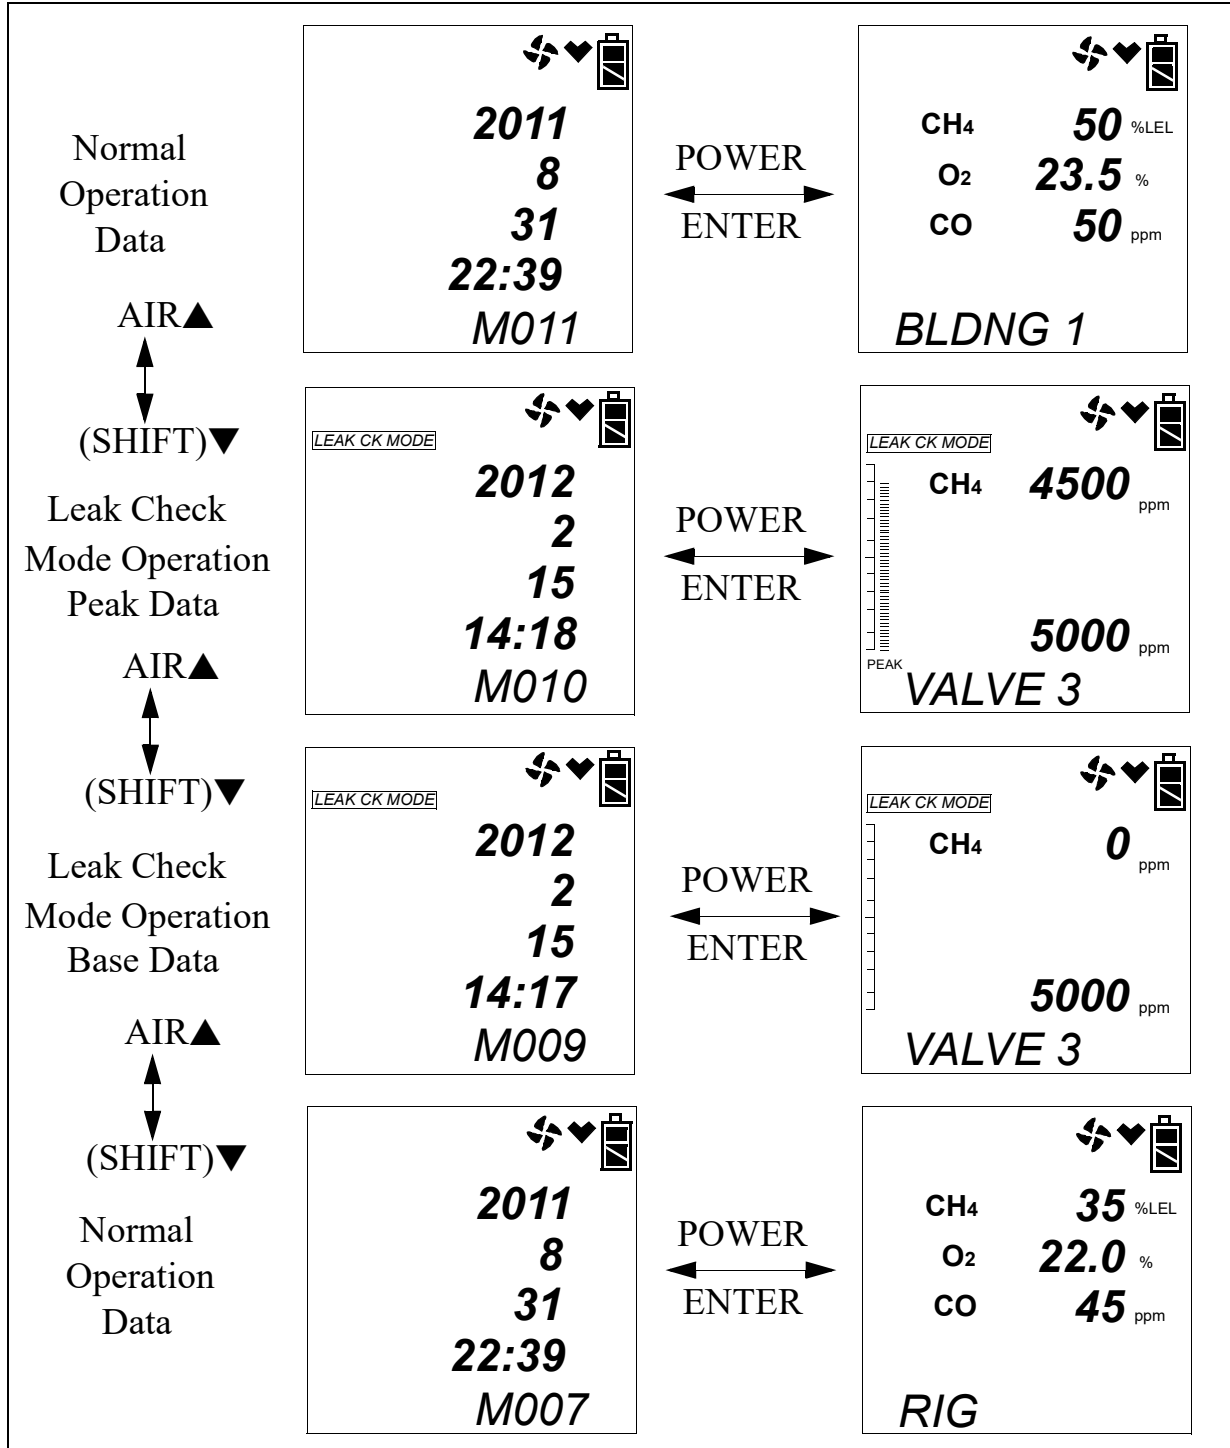 Normal
Operation
Data
2011
8
31
22:39
M011
POWER
ENTER
CH4 50 %LEL
O2 23.5 %
CO 50 ppm
BLDNG 1
AIR▲
(SHIFT)▼
Leak Check
Mode Operation
Peak Data
LEAK CK MODE
2012
2
15
14:18
M010
POWER
ENTER
LEAK CK MODE
CH4 4500 ppm
5000 ppm
PEAK
VALVE 3
AIR▲
(SHIFT)▼
Leak Check
Mode Operation
Base Data
LEAK CK MODE
2012
2
15
14:17
M009
POWER
ENTER
LEAK CK MODE
CH4 0 ppm
5000 ppm
VALVE 3
AIR▲
(SHIFT)▼
Normal
Operation
Data
2011
8
31
22:39
M007
POWER
ENTER
CH4 35 %LEL
O2 22.0 %
CO 45 ppm
RIG